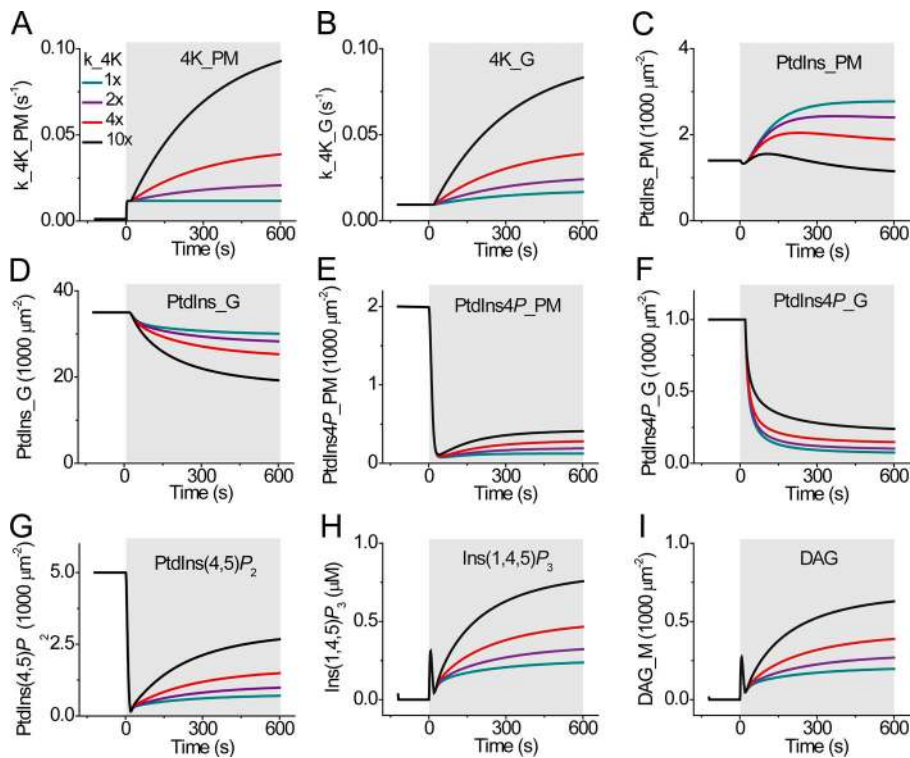 A
k_4K_PM (s-1)
0.10
0.05
0.00
k_4K
1x
2x
4x
10x
4K_PM
0 300 600
Time (s)
B
k_4K_G (s-1)
0.10
0.05
0.00
4K_G
0 300 600
Time (s)
C
PtdIns_PM (1000 μm-2)
4
2
0
PtdIns_PM
0 300 600
Time (s)
D
PtdIns_G (1000 μm-2)
40
20
0
PtdIns_G
0 300 600
Time (s)
E
PtdIns4P_PM (1000 μm-2)
2
1
0
PtdIns4P_PM
0 300 600
Time (s)
F
PtdIns4P_G (1000 μm-2)
1.0
0.5
0.0
PtdIns4P_G
0 300 600
Time (s)
G
PtdIns(4,5)P2 (1000 μm-2)
5.0
2.5
0.0
PtdIns(4,5)P2
0 300 600
Time (s)
H
Ins(1,4,5)P3 (μM)
1.0
0.5
0.0
Ins(1,4,5)P3
0 300 600
Time (s)
I
DAG_M (1000 μm-2)
1.0
0.5
0.0
DAG
0 300 600
Time (s)